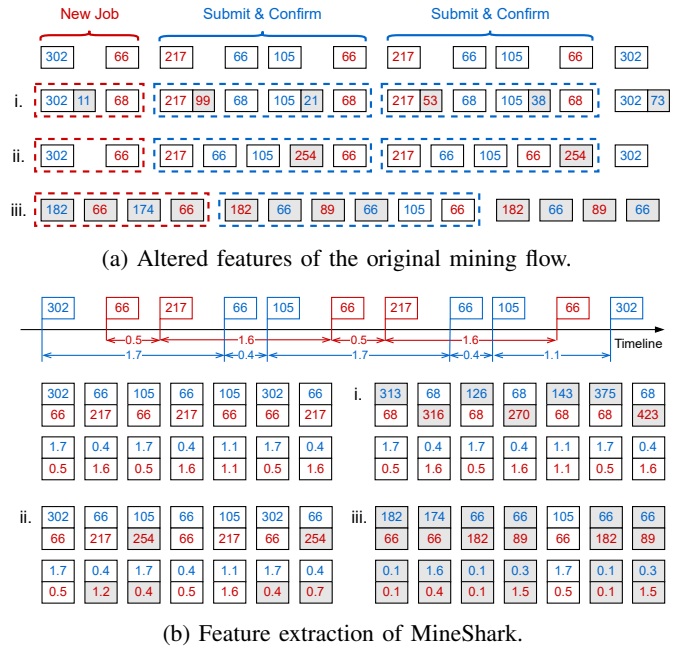 New Job Submit & Confirm Submit & Confirm
302 66 217 66 105 66 217 66 105 66 302
i. 302 11 68 217 99 68 105 21 68 217 53 68 105 38 68 302 73
ii. 302 66 217 66 105 254 66 217 66 105 66 254 302
iii. 182 66 174 66 182 66 89 66 105 66 182 66 89 66
(a) Altered features of the original mining flow.
302 66 217 66 105 66 217 66 105 66 302
0.5 1.6 0.5 1.6 Timeline
1.7 0.4 1.7 0.4 1.1
302 66 105 66 105 302 66
66 217 66 217 66 66 217
1.7 0.4 1.7 0.4 1.1 1.7 0.4
0.5 1.6 0.5 1.6 1.1 0.5 1.6
i. 313 68 126 68 143 375 68
68 316 68 270 68 68 423
1.7 0.4 1.7 0.4 1.1 1.7 0.4
0.5 1.6 0.5 1.6 1.1 0.5 1.6
ii. 302 66 105 66 105 302 66
66 217 254 66 217 66 254
1.7 0.4 1.7 0.4 1.1 1.7 0.4
0.5 1.2 0.4 0.5 1.6 0.4 0.7
iii. 182 174 66 66 105 66 66
66 66 182 89 66 182 89
0.1 1.6 0.1 0.3 1.7 0.1 0.3
0.1 0.4 0.1 1.5 0.5 0.1 1.5
(b) Feature extraction of MineShark.